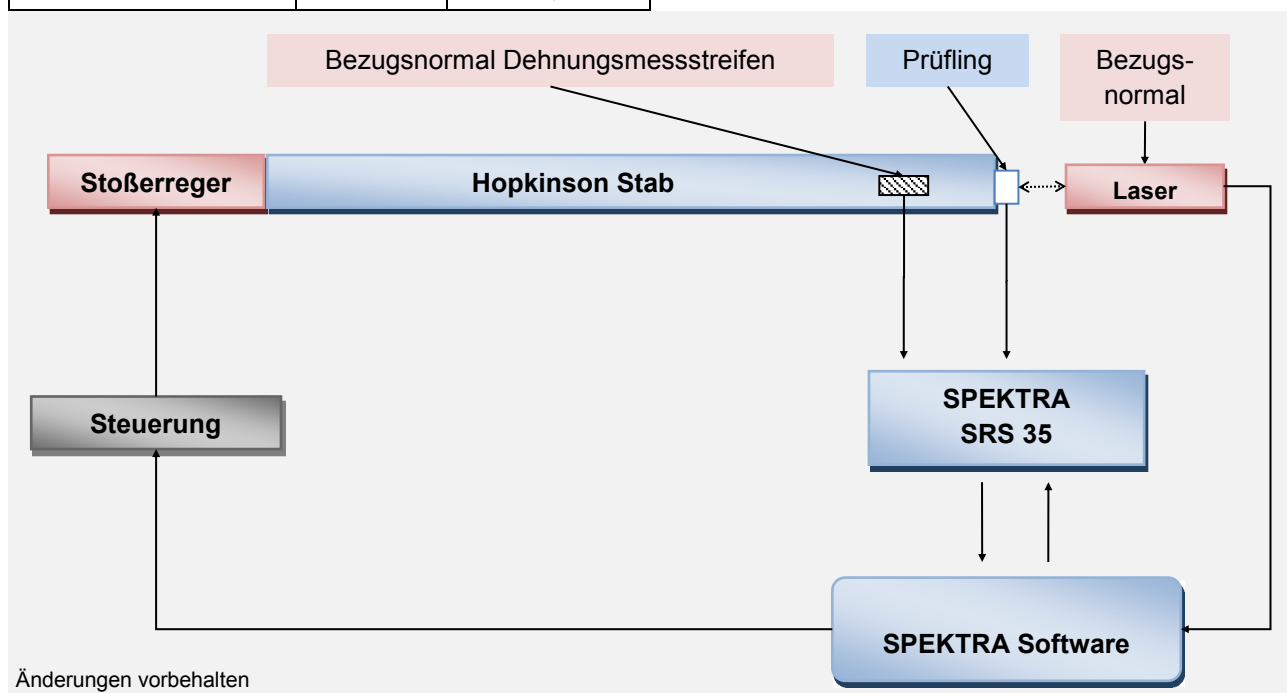 Bezugsnormal Dehnungsmessstreifen
Prüfling
Bezugs-
normal
Stoßerreger
Hopkinson Stab
Laser
Steuerung
SPEKTRA
SRS 35
SPEKTRA Software
Änderungen vorbehalten